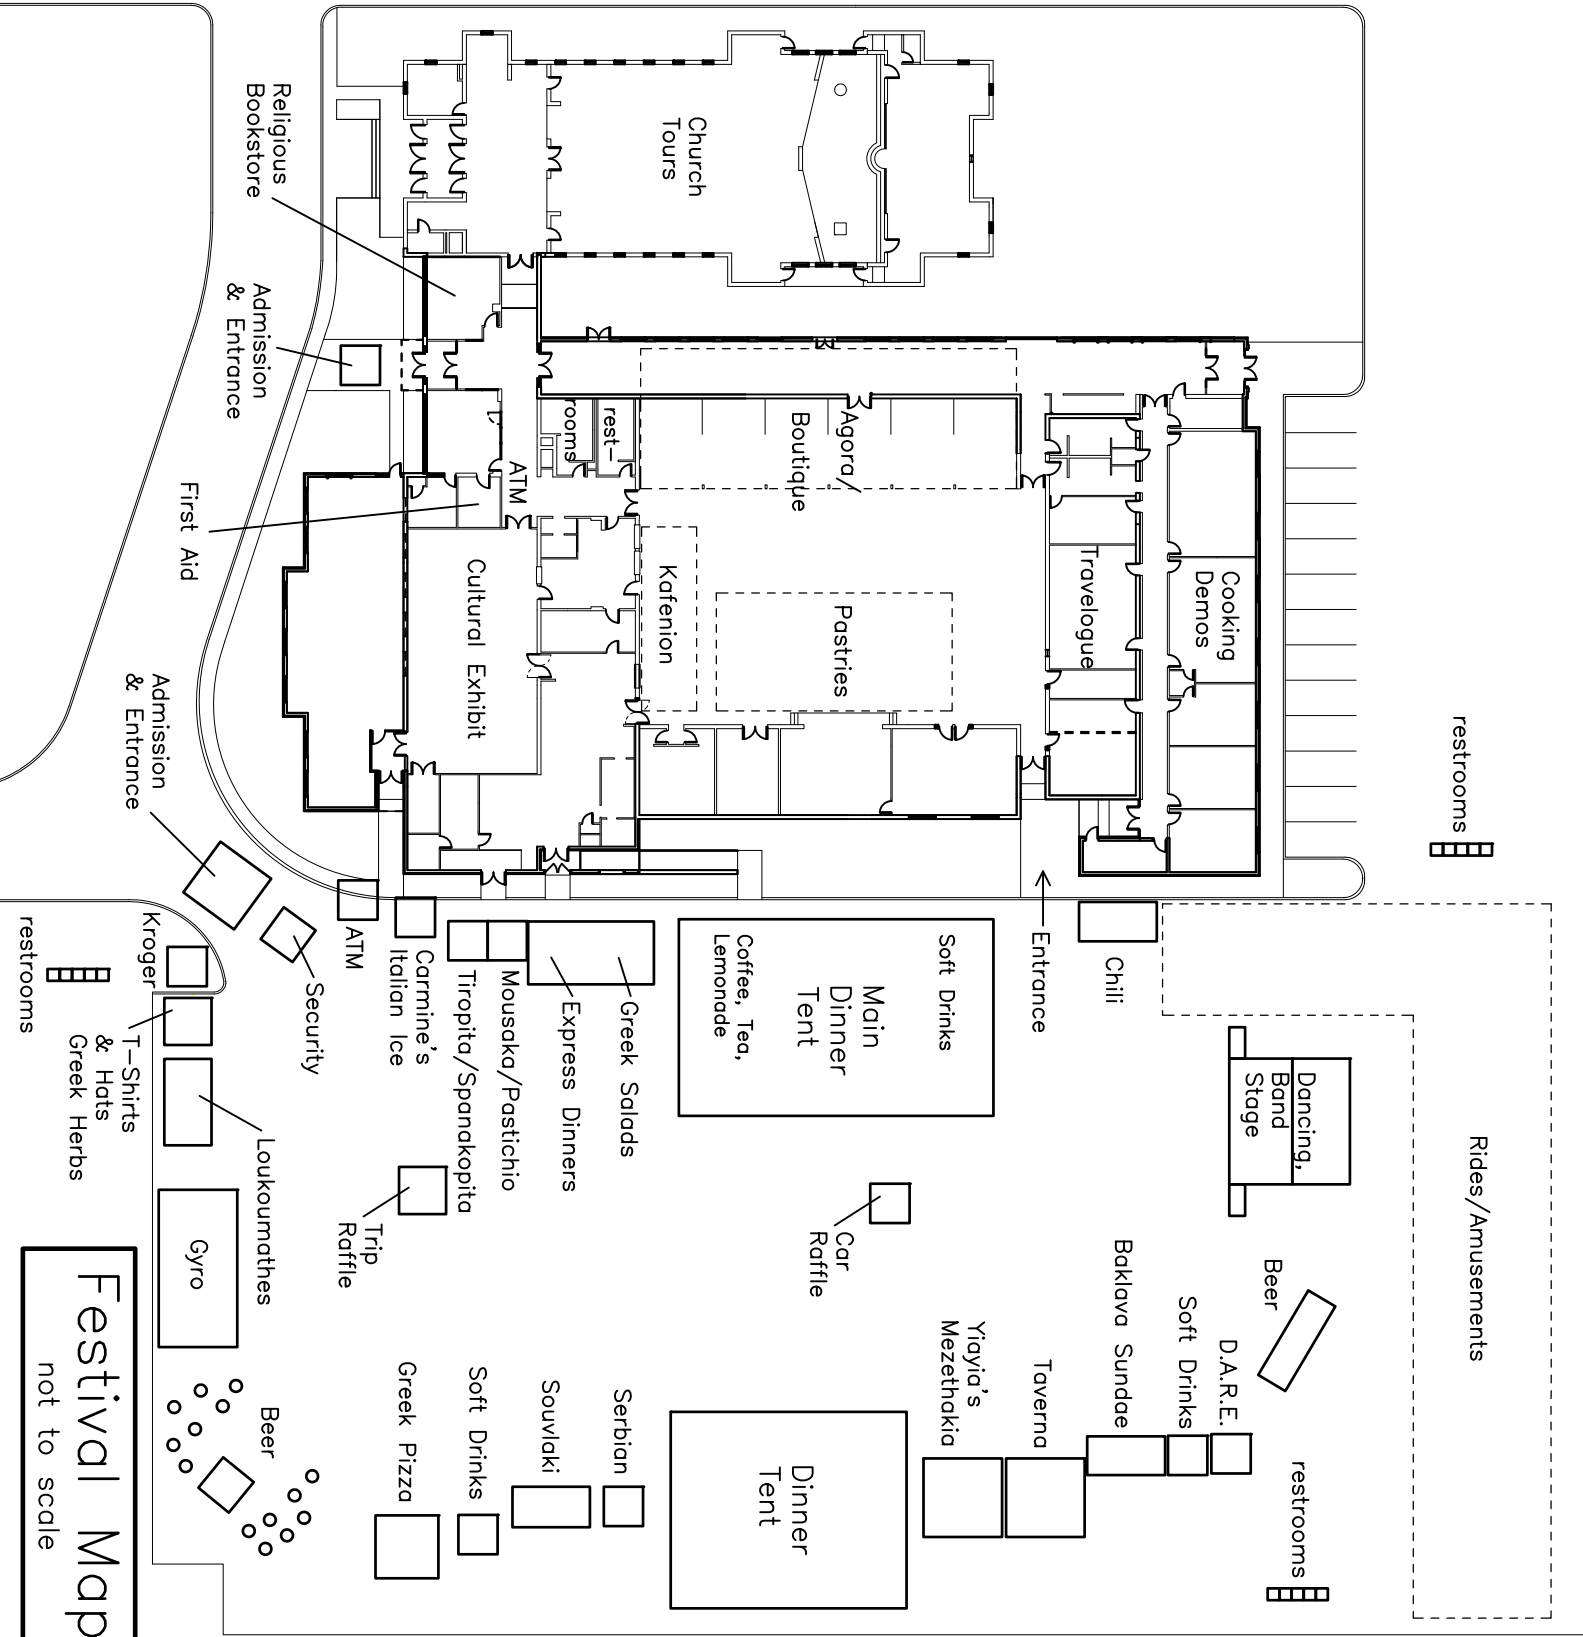 restrooms
Rides/Amusements
restrooms
Cooking
Demos
Dancing,
Band
Stage
Beer
D.A.R.E.
Soft Drinks
Travelogue
Chili
Baklava Sundae
Entrance
Taverna
Agora/
Boutique
Pastries
Soft Drinks
Main
Dinner
Tent
Coffee, Tea,
Lemonade
Yiayia's
Mezethakia
Car
Raffle
Dinner
Tent
Church
Tours
Kafenion
rest-
rooms
Greek Salads
Serbian
Express Dinners
Souvlaki
ATM
Mousaka/Pastichio
Cultural Exhibit
Tiropita/Spanakopita
Soft Drinks
Carmine's
Italian Ice
Greek Pizza
ATM
Trip
Raffle
Religious
Bookstore
Security
Admission
& Entrance
Loukoumathes
Beer
First Aid
Gyro
Admission
& Entrance
Kroger
T-Shirts
& Hats
Greek Herbs
restrooms
Festival Map
not to scale